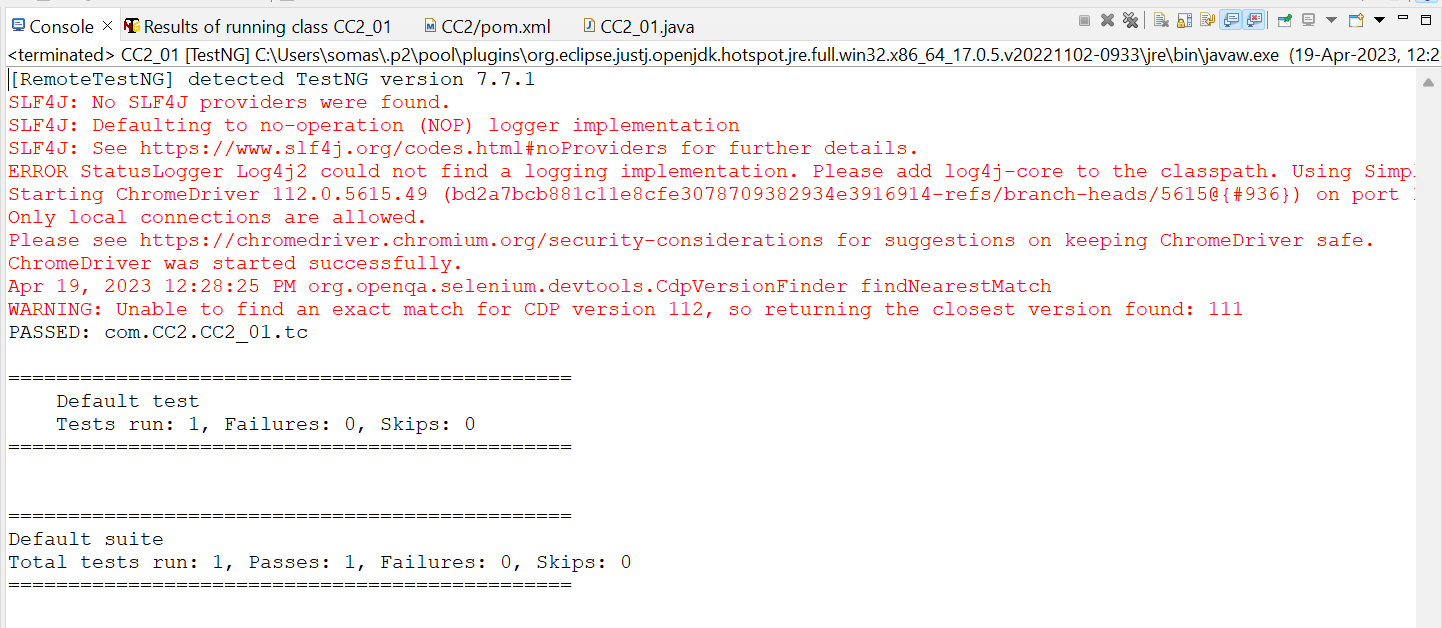 Console Results of running class CC2_01 CC2/pom.xml CC2_01.java
<terminated> CC2_01 [TestNG] C:\Users\somas\.p2\pool\plugins\org.eclipse.justj.openjdk.hotspot.jre.full.win32.x86_64_17.0.5.v20221102-0933\jre\bin\javaw.exe (19-Apr-2023, 12:2
[RemoteTestNG] detected TestNG version 7.7.1
SLF4J: No SLF4J providers were found.
SLF4J: Defaulting to no-operation (NOP) logger implementation
SLF4J: See https://www.slf4j.org/codes.html#noProviders for further details.
ERROR StatusLogger Log4j2 could not find a logging implementation. Please add log4j-core to the classpath. Using Simpl
Starting ChromeDriver 112.0.5615.49 (bd2a7bcb881c11e8cfe3078709382934e3916914-refs/branch-heads/5615@{#936}) on port
Only local connections are allowed.
Please see https://chromedriver.chromium.org/security-considerations for suggestions on keeping ChromeDriver safe.
ChromeDriver was started successfully.
Apr 19, 2023 12:28:25 PM org.openqa.selenium.devtools.CdpVersionFinder findNearestMatch
WARNING: Unable to find an exact match for CDP version 112, so returning the closest version found: 111
PASSED: com.CC2.CC2_01.tc
===============================================
Default test
Tests run: 1, Failures: 0, Skips: 0
===============================================
===============================================
Default suite
Total tests run: 1, Passes: 1, Failures: 0, Skips: 0
===============================================